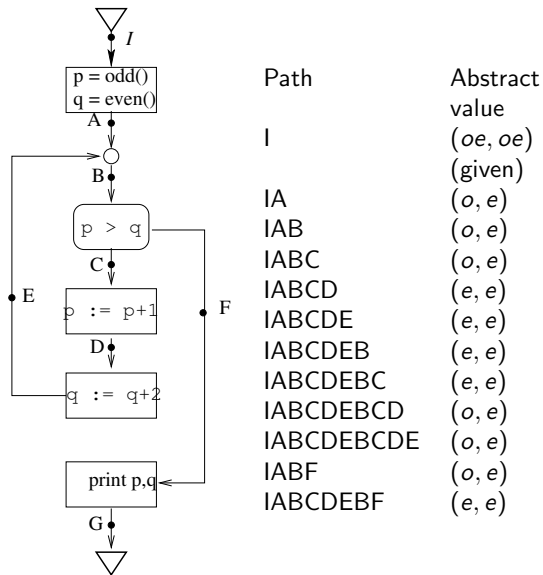 I
p = odd()
q = even()
A
B
p > q
C
E
F
p := p+1
D
q := q+2
print p,q
G
Path Abstract value
I (oe, oe) (given)
IA (o, e)
IAB (o, e)
IABC (o, e)
IABCD (e, e)
IABCDE (e, e)
IABCDEB (e, e)
IABCDEBC (e, e)
IABCDEBCD (o, e)
IABCDEBCDE (o, e)
IABF (o, e)
IABCDEBF (e, e)